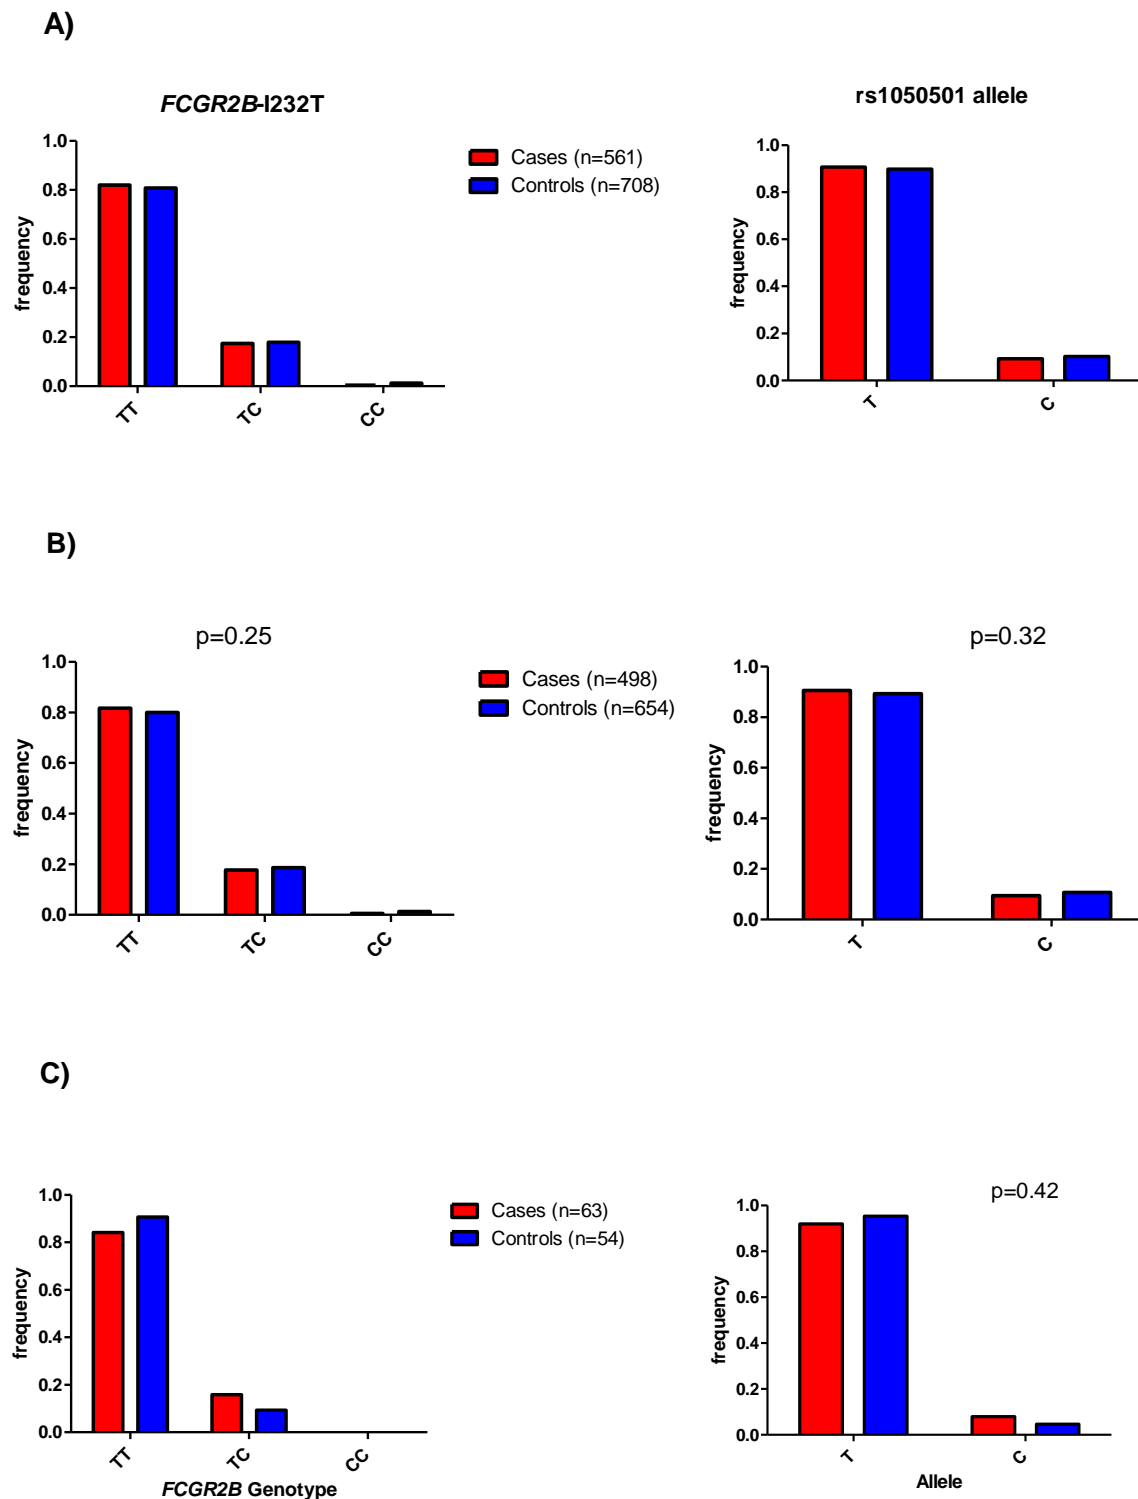 A)
FCGR2B-I232T
1.0
0.8
0.6
0.4
0.2
0.0
frequency
TT
TC
CC
Cases (n=561)
Controls (n=708)
rs1050501 allele
1.0
0.8
0.6
0.4
0.2
0.0
frequency
T
C
B)
p=0.25
1.0
0.8
0.6
0.4
0.2
0.0
frequency
TT
TC
CC
Cases (n=498)
Controls (n=654)
p=0.32
1.0
0.8
0.6
0.4
0.2
0.0
frequency
T
C
C)
1.0
0.8
0.6
0.4
0.2
0.0
frequency
TT
TC
CC
FCGR2B Genotype
Cases (n=63)
Controls (n=54)
p=0.42
1.0
0.8
0.6
0.4
0.2
0.0
frequency
T
C
Allele